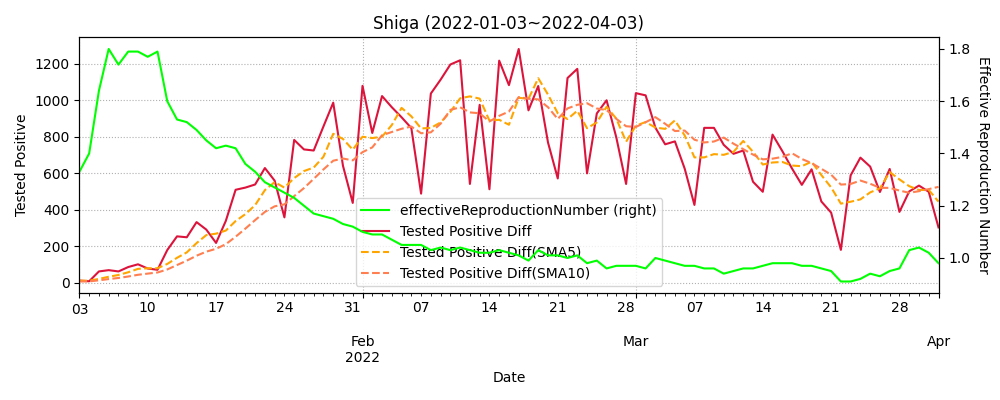 Shiga (2022-01-03~2022-04-03)
Tested Positive
1200
1000
800
600
400
200
0
1.8
1.6
1.4
1.2
1.0
Effective Reproduction Number
effectiveReproductionNumber (right)
Tested Positive Diff
Tested Positive Diff(SMA5)
Tested Positive Diff(SMA10)
03 10 17 24 31 07 14 21 28 07 14 21 28
Feb Mar Apr
2022
Date